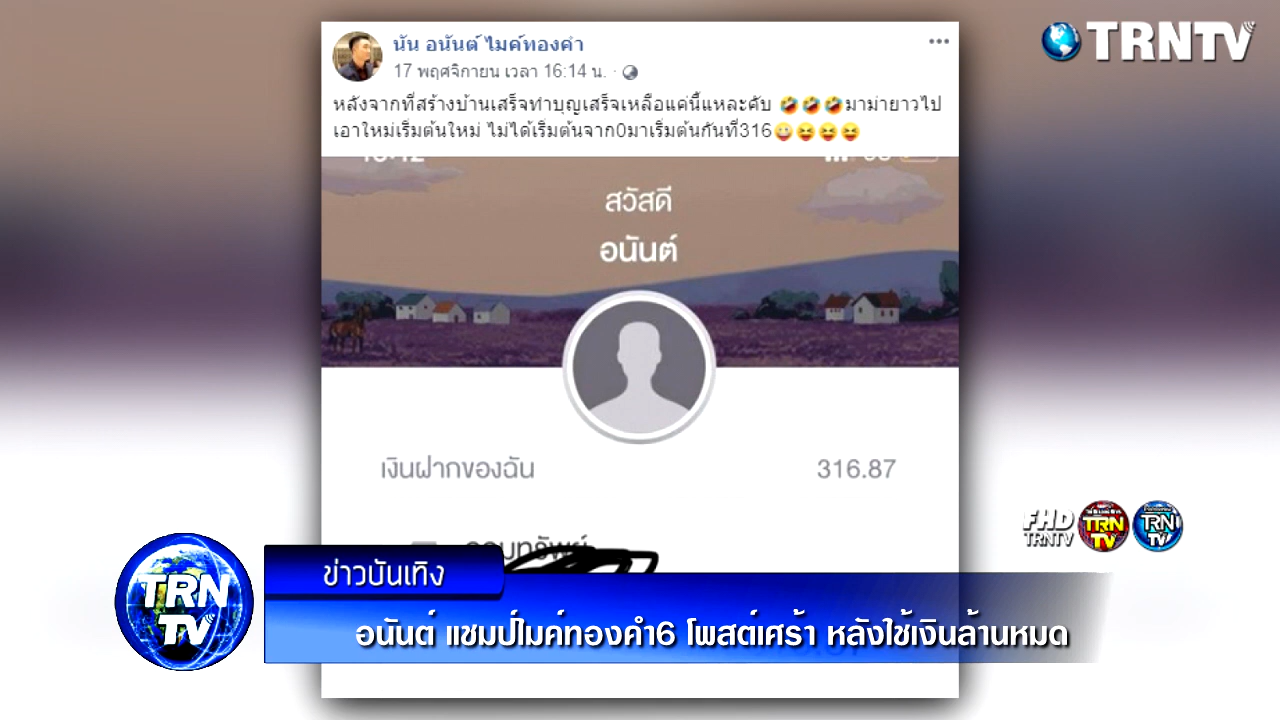 นัน อนันต์ ไมค์ทองคำ
17 พฤศจิกายน เวลา 16:14 น.
หลังจากที่สร้างบ้านเสร็จทำบุญเสร็จเหลือแค่นี้แหละคับ 🤣🤣🤣มาม่ายาวไป
เอาใหม่เริ่มต้นใหม่ ไม่ได้เริ่มต้นจาก0มาเริ่มต้นกันที่316😀😝😝😝
สวัสดี
อนันต์
เงินฝากของฉัน 316.87
TRNTV
FHD
TRNTV
TRN
TV
TRN
TV
TRN
TV
ข่าวบันเทิง
อนันต์ แชมป์ไมค์ทองคำ6 โพสต์เศร้า หลังใช้เงินล้านหมด